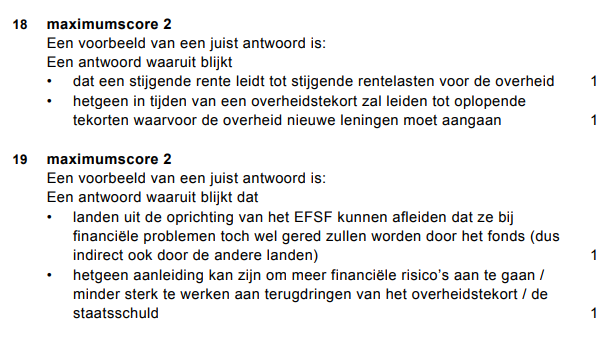 18 maximumscore 2
Een voorbeeld van een juist antwoord is:
Een antwoord waaruit blijkt
• dat een stijgende rente leidt tot stijgende rentelasten voor de overheid 1
• hetgeen in tijden van een overheidstekort zal leiden tot oplopende
tekorten waarvoor de overheid nieuwe leningen moet aangaan 1
19 maximumscore 2
Een voorbeeld van een juist antwoord is:
Een antwoord waaruit blijkt dat
• landen uit de oprichting van het EFSF kunnen afleiden dat ze bij
financiële problemen toch wel gered zullen worden door het fonds (dus
indirect ook door de andere landen) 1
• hetgeen aanleiding kan zijn om meer financiële risico’s aan te gaan /
minder sterk te werken aan terugdringen van het overheidstekort / de
staatsschuld 1